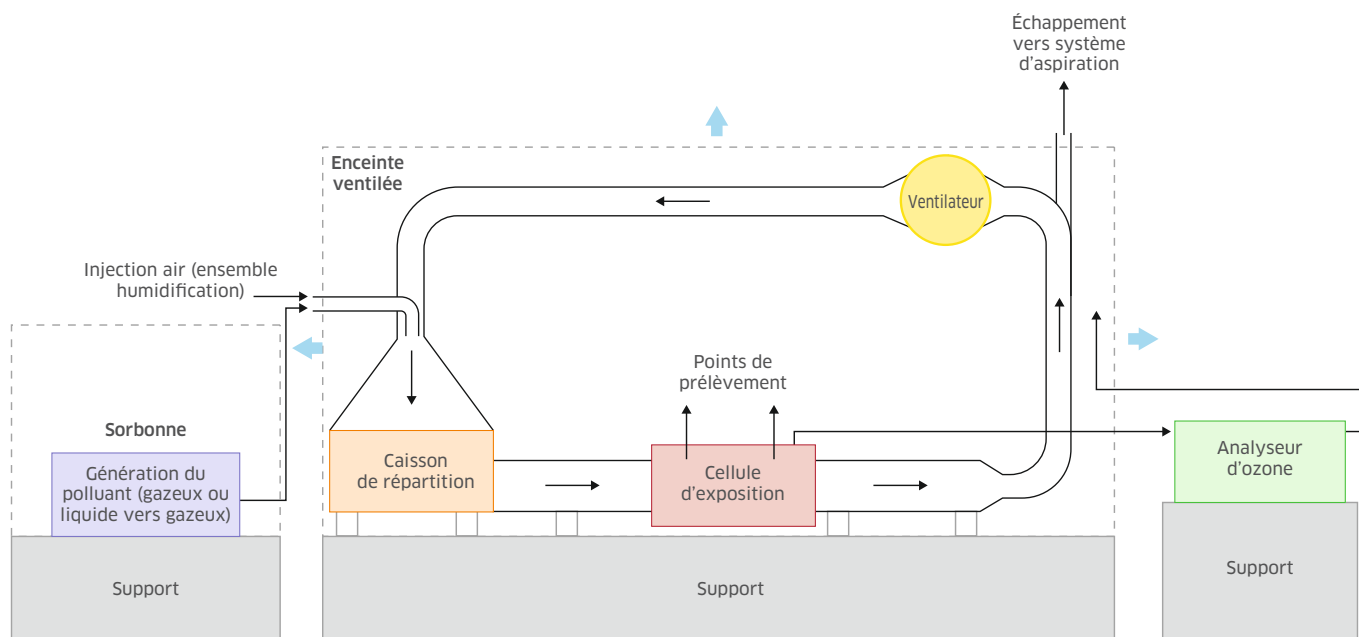 Échappement
vers système
d'aspiration
Enceinte
ventilée
Ventilateur
Injection air (ensemble
humidification)
Points de
prélèvement
Sorbonne
Génération du
polluant (gazeux ou
liquide vers gazeux)
Caisson
de répartition
Cellule
d'exposition
Analyseur
d'ozone
Support
Support
Support